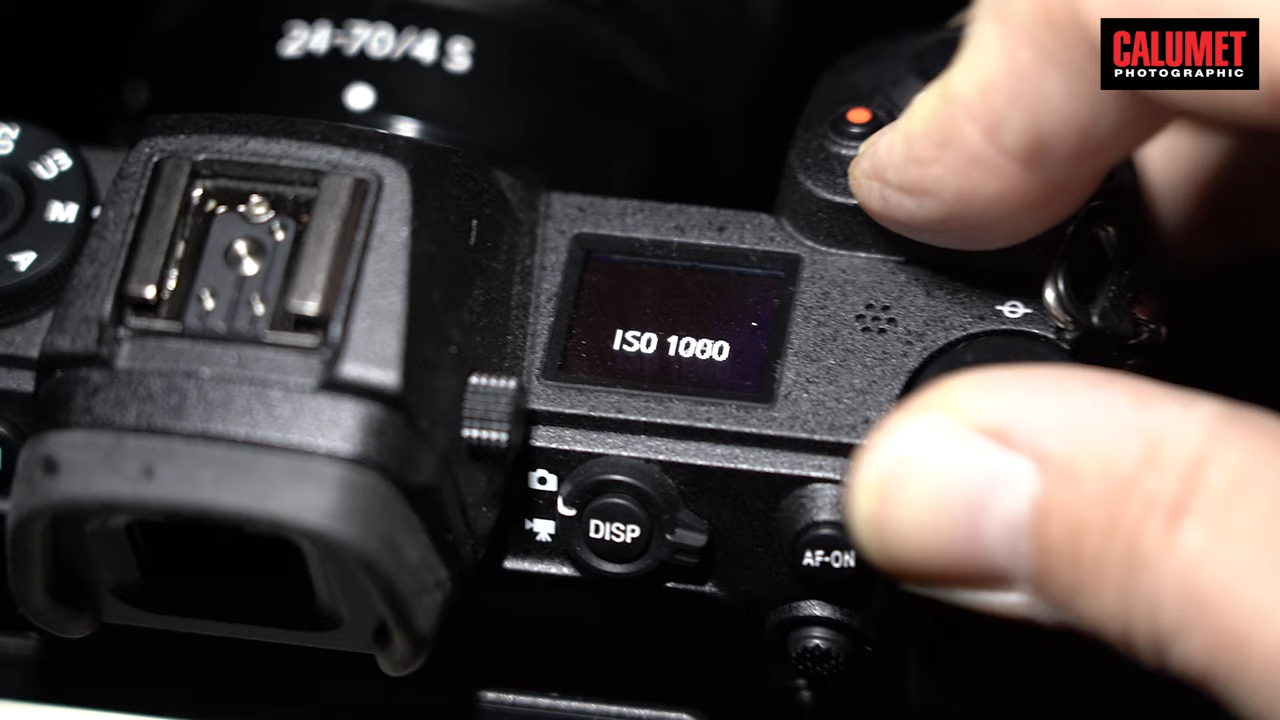 24-70/4 S
CALUMET
PHOTOGRAPHIC
U3
M
A
ISO 1000
DISP
AF-ON